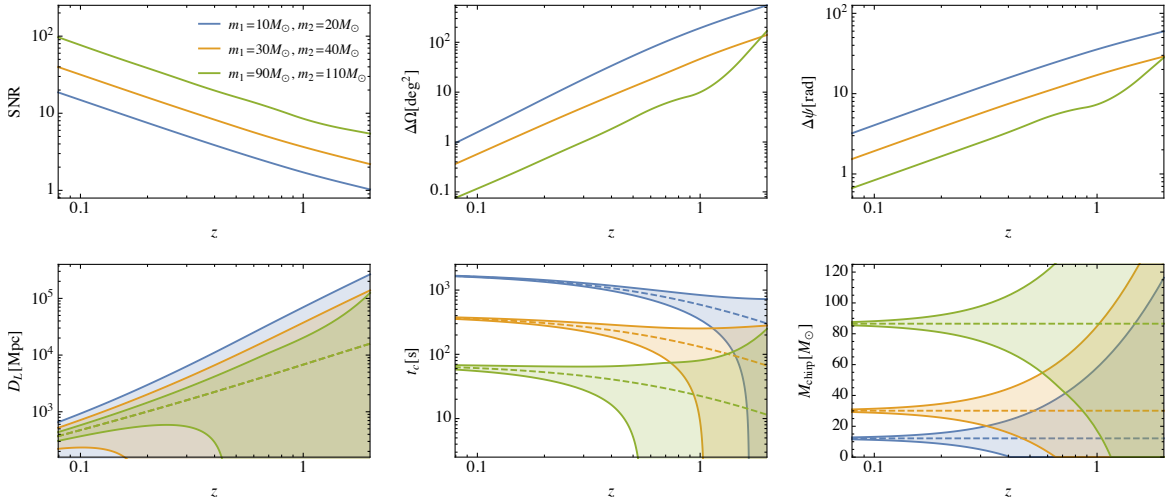 10²
10
1
0.1
1
SNR
z
m₁=10M⊙, m₂=20M⊙
m₁=30M⊙, m₂=40M⊙
m₁=90M⊙, m₂=110M⊙
10²
10
1
0.1
0.1
1
ΔΩ[deg²]
z
10²
10
1
0.1
1
Δψ[rad]
z
10⁵
10⁴
10³
0.1
1
D_L[Mpc]
z
10³
10²
10
0.1
1
t_c[s]
z
120
100
80
60
40
20
0
0.1
1
M_chirp[M⊙]
z